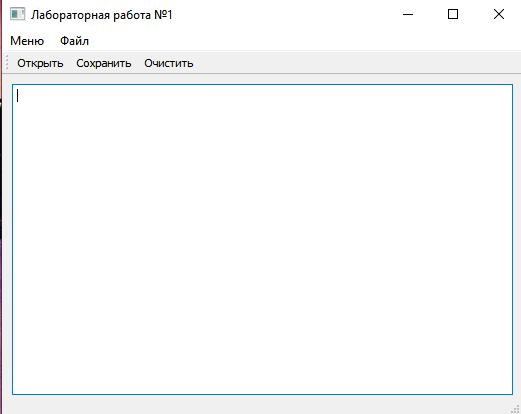 Лабораторная работа №1
Меню Файл
Открыть Сохранить Очистить